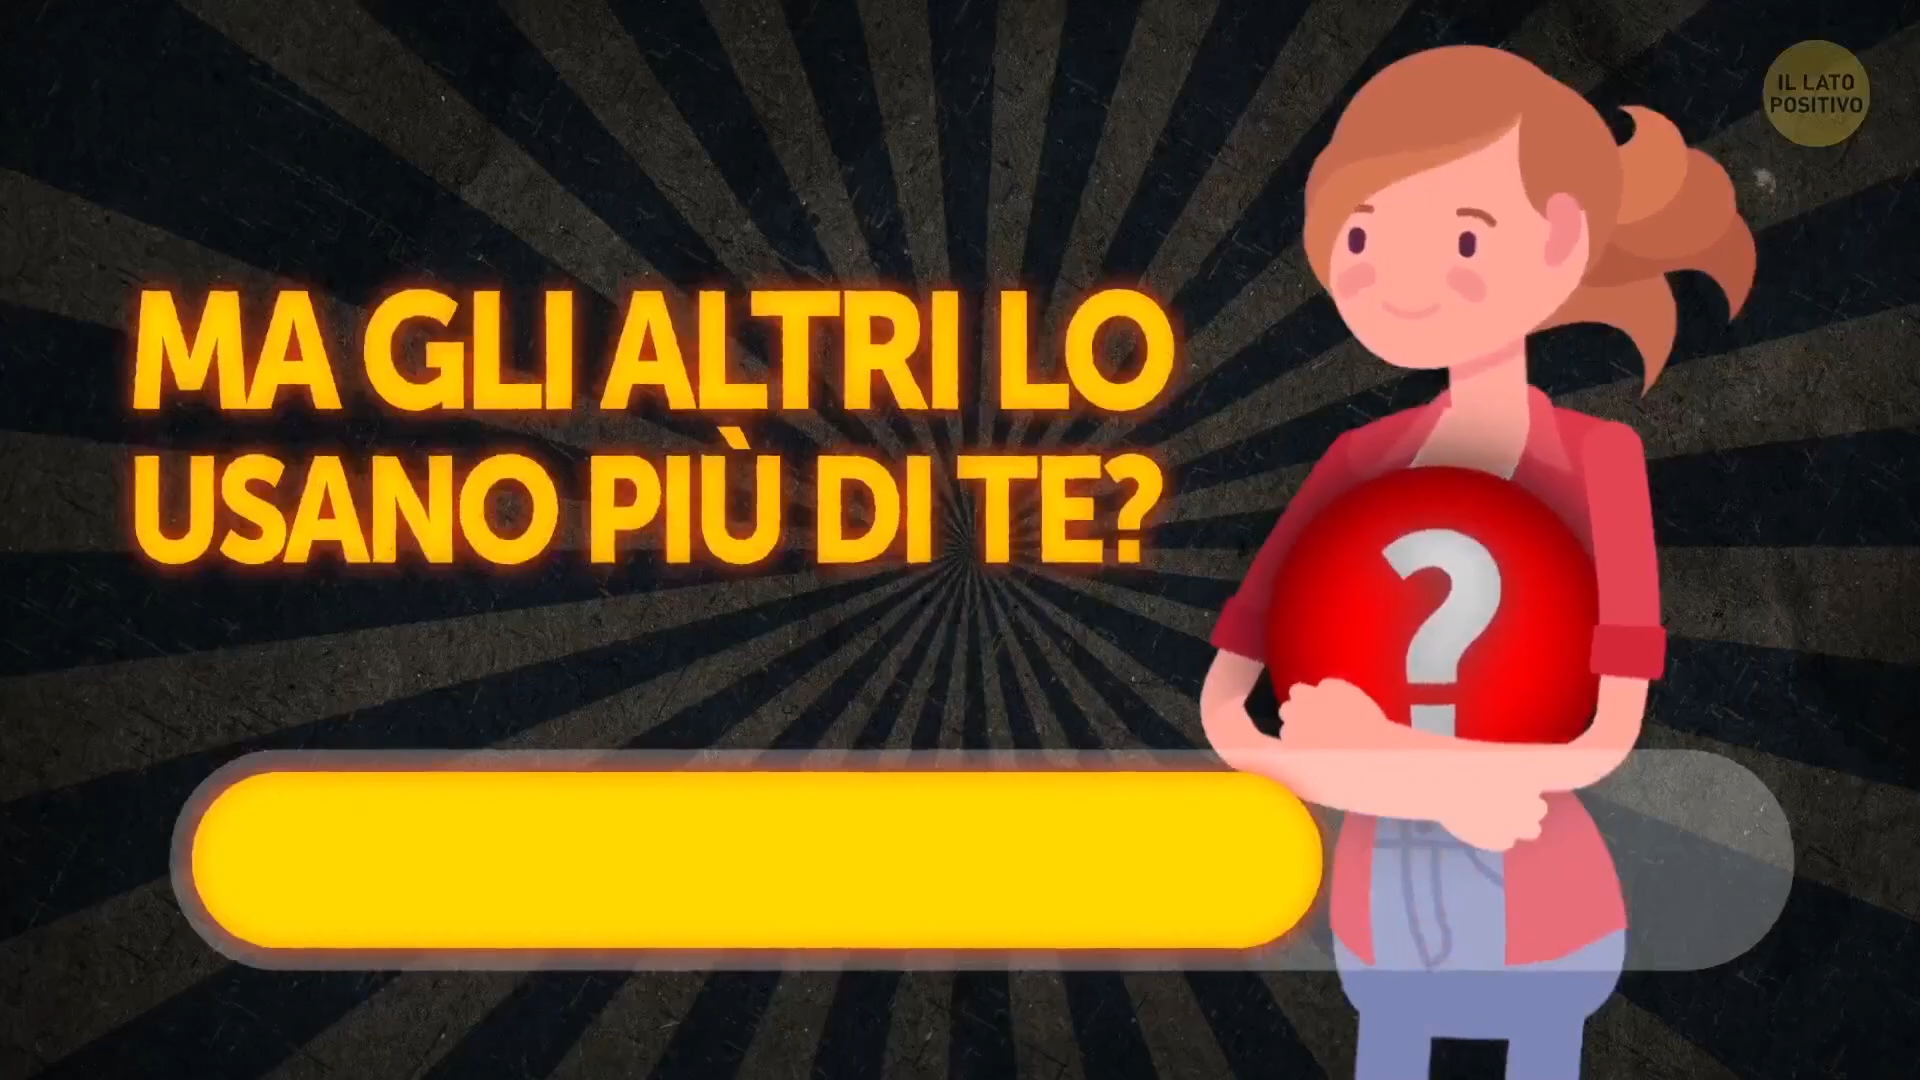 IL LATO
POSITIVO
MA GLI ALTRI LO
USANO PIÙ DI TE?
?